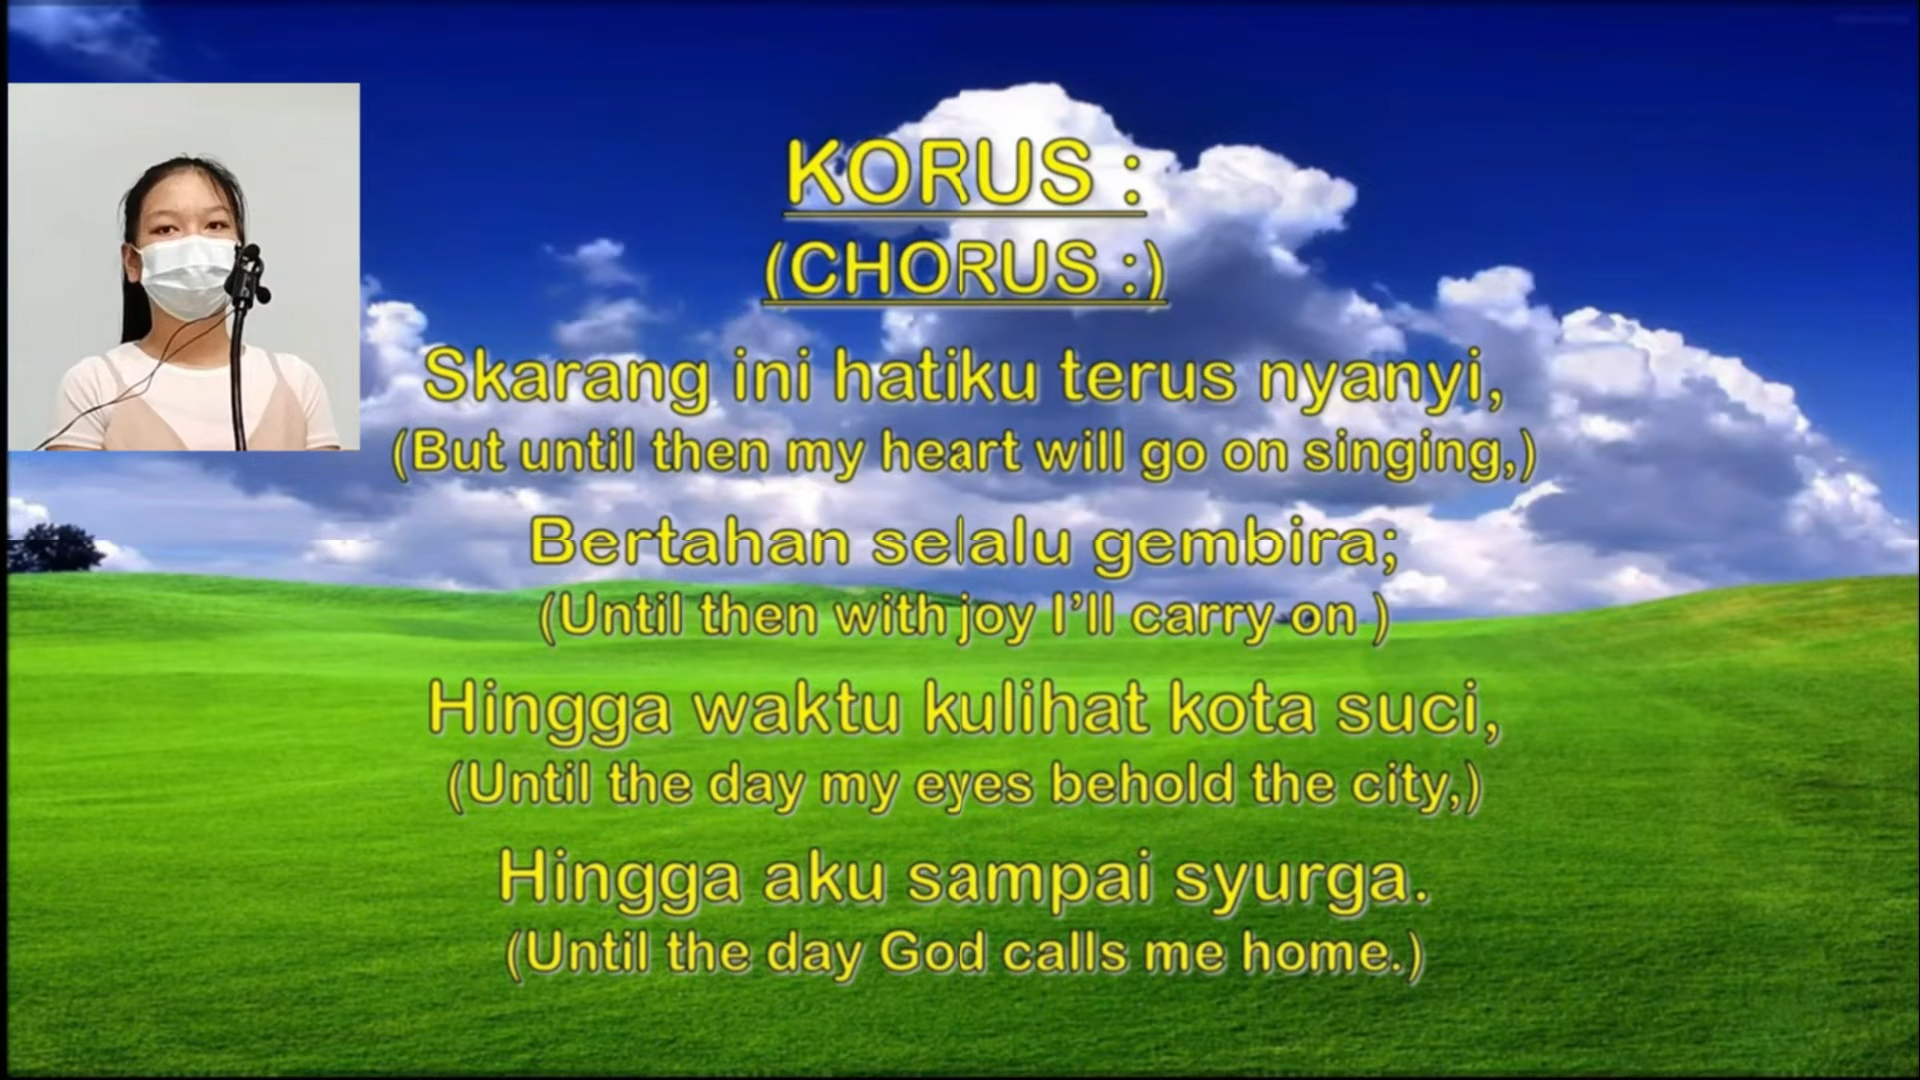 KORUS :
(CHORUS :)
Skarang ini hatiku terus nyanyi,
(But until then my heart will go on singing,)
Bertahan selalu gembira;
(Until then with joy I’ll carry on )
Hingga waktu kulihat kota suci,
(Until the day my eyes behold the city,)
Hingga aku sampai syurga.
(Until the day God calls me home.)